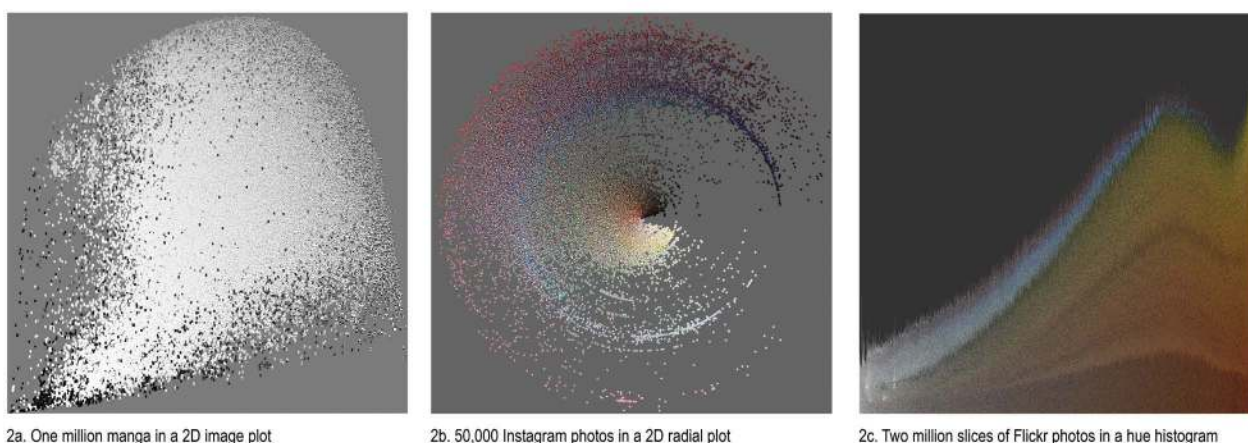 2a. One million manga in a 2D image plot
2b. 50,000 Instagram photos in a 2D radial plot
2c. Two million slices of Flickr photos in a hue histogram